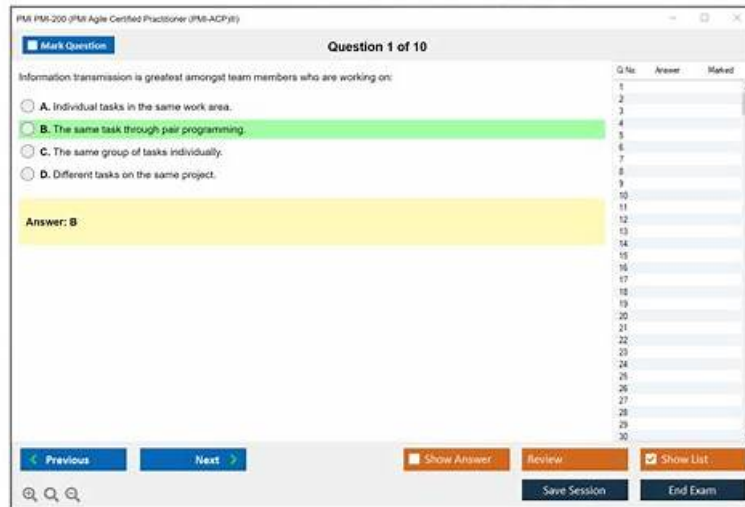 PMI PMI-200 (PMI Agile Certified Practitioner (PMI-ACP)®)
Mark Question
Question 1 of 10
Information transmission is greatest amongst team members who are working on:
A. Individual tasks in the same work area.
B. The same task through pair programming.
C. The same group of tasks individually.
D. Different tasks on the same project.
Answer: B
Q.No. Answer Marked
1
2
3
4
5
6
7
8
9
10
11
12
13
14
15
16
17
18
19
20
21
22
23
24
25
26
27
28
29
30
Previous
Next
Show Answer
Review
Show List
Save Session
End Exam